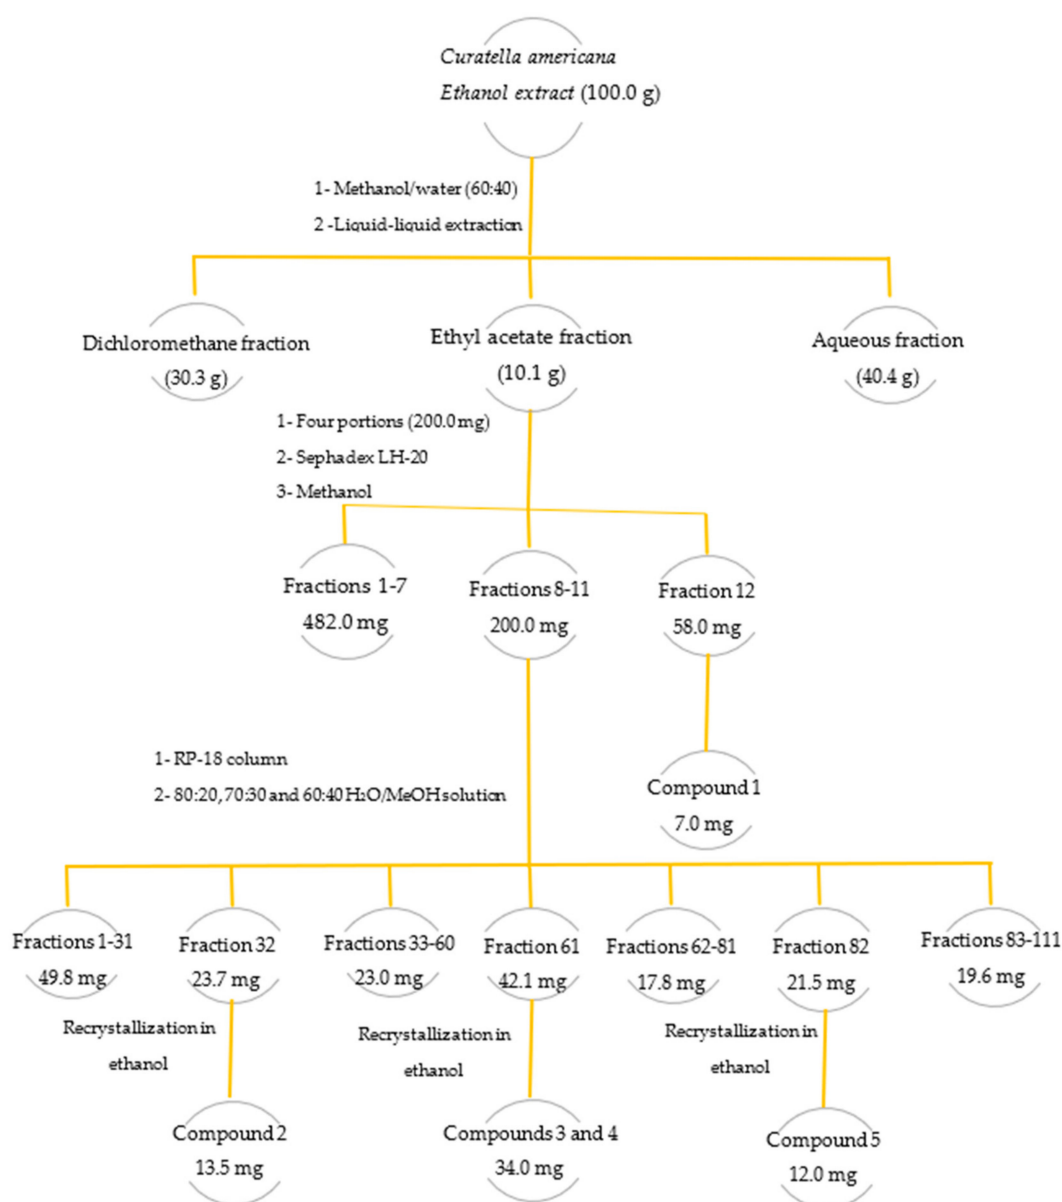 Curatella americana
Ethanol extract (100.0 g)
1- Methanol/water (60:40)
2 -Liquid-liquid extraction
Dichloromethane fraction
(30.3 g)
Ethyl acetate fraction
(10.1 g)
Aqueous fraction
(40.4 g)
1- Four portions (200.0 mg)
2- Sephadex LH-20
3- Methanol
Fractions 1-7
482.0 mg
Fractions 8-11
200.0 mg
Fraction 12
58.0 mg
1- RP-18 column
2- 80:20, 70:30 and 60:40 H₂O/MeOH solution
Compound 1
7.0 mg
Fractions 1-31
49.8 mg
Fraction 32
23.7 mg
Fractions 33-60
23.0 mg
Fraction 61
42.1 mg
Fractions 62-81
17.8 mg
Fraction 82
21.5 mg
Fractions 83-111
19.6 mg
Recrystallization in
ethanol
Recrystallization in
ethanol
Recrystallization in
ethanol
Compound 2
13.5 mg
Compounds 3 and 4
34.0 mg
Compound 5
12.0 mg